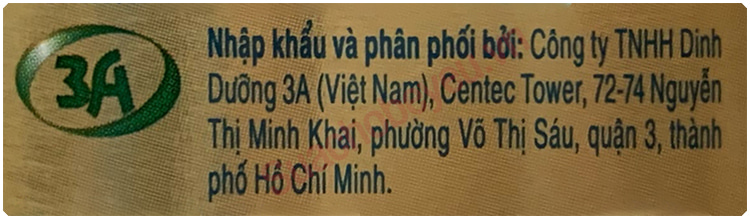 3A
Nhập khẩu và phân phối bởi: Công ty TNHH Dinh
Dưỡng 3A (Việt Nam), Centec Tower, 72-74 Nguyễn
Thị Minh Khai, phường Võ Thị Sáu, quận 3, thành
phố Hồ Chí Minh.